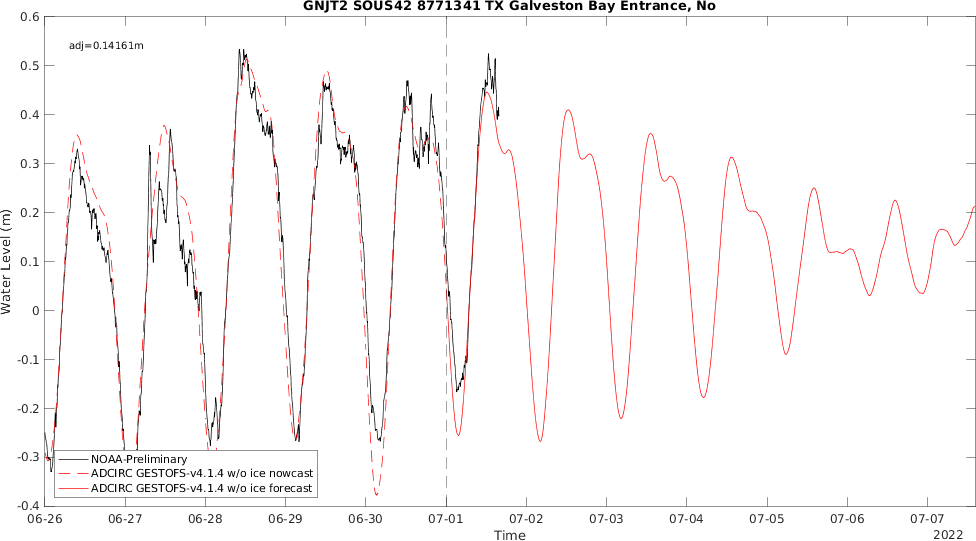 GNJT2 SOUS42 8771341 TX Galveston Bay Entrance, No
adj=0.14161m
Water Level (m)
0.6
0.5
0.4
0.3
0.2
0.1
0
-0.1
-0.2
-0.3
-0.4
NOAA-Preliminary
ADCIRC GESTOFS-v4.1.4 w/o ice nowcast
ADCIRC GESTOFS-v4.1.4 w/o ice forecast
06-26 06-27 06-28 06-29 06-30 07-01 07-02 07-03 07-04 07-05 07-06 07-07
Time
2022